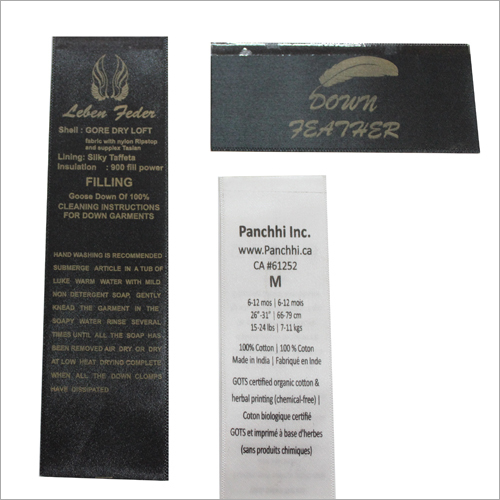 Leben Feder
Shell : GORE DRY LOFT
fabric with nylon Ripstop
and supplex Taslan
Lining: Silky Taffeta
Insulation : 900 fill power
FILLING
Goose Down Of 100%
CLEANING INSTRUCTIONS
FOR DOWN GARMENTS
HAND WASHING IS RECOMMENDED
SUBMERGE ARTICLE IN A TUB OF
LUKE WARM WATER WITH MILD
NON DETERGENT SOAP, GENTLY
KNEAD THE GARMENT IN THE
SOAPY WATER RINSE SEVERAL
TIMES UNTIL ALL THE SOAP HAS
BEEN REMOVED AIR DRY OR DRY
AT LOW HEAT DRYING COMPLETE
WHEN ALL THE DOWN CLOMPS
HAVE DISSIPATED
DOWN
FEATHER
Panchhi Inc.
www.Panchhi.ca
CA #61252
M
6-12 mos | 6-12 mois
26"-31" | 66-79 cm
15-24 lbs | 7-11 kgs
100% Cotton | 100 % Coton
Made in India | Fabriqué en Inde
GOTS certified organic cotton &
herbal printing (chemical-free) |
Coton biologique certifié
GOTS et imprimé à base d'herbes
(sans produits chimiques)